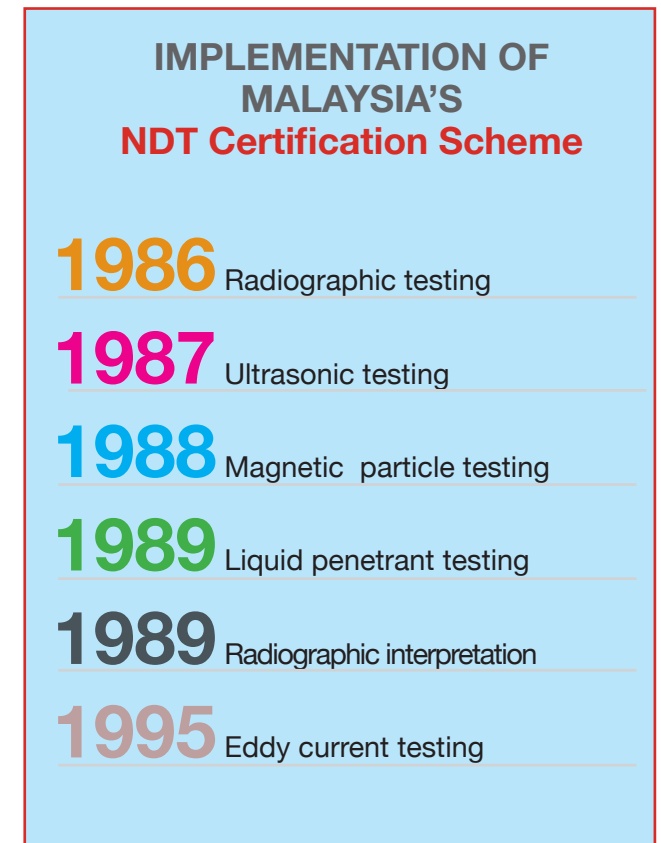 IMPLEMENTATION OF
MALAYSIA'S
NDT Certification Scheme
1986 Radiographic testing
1987 Ultrasonic testing
1988 Magnetic particle testing
1989 Liquid penetrant testing
1989 Radiographic interpretation
1995 Eddy current testing